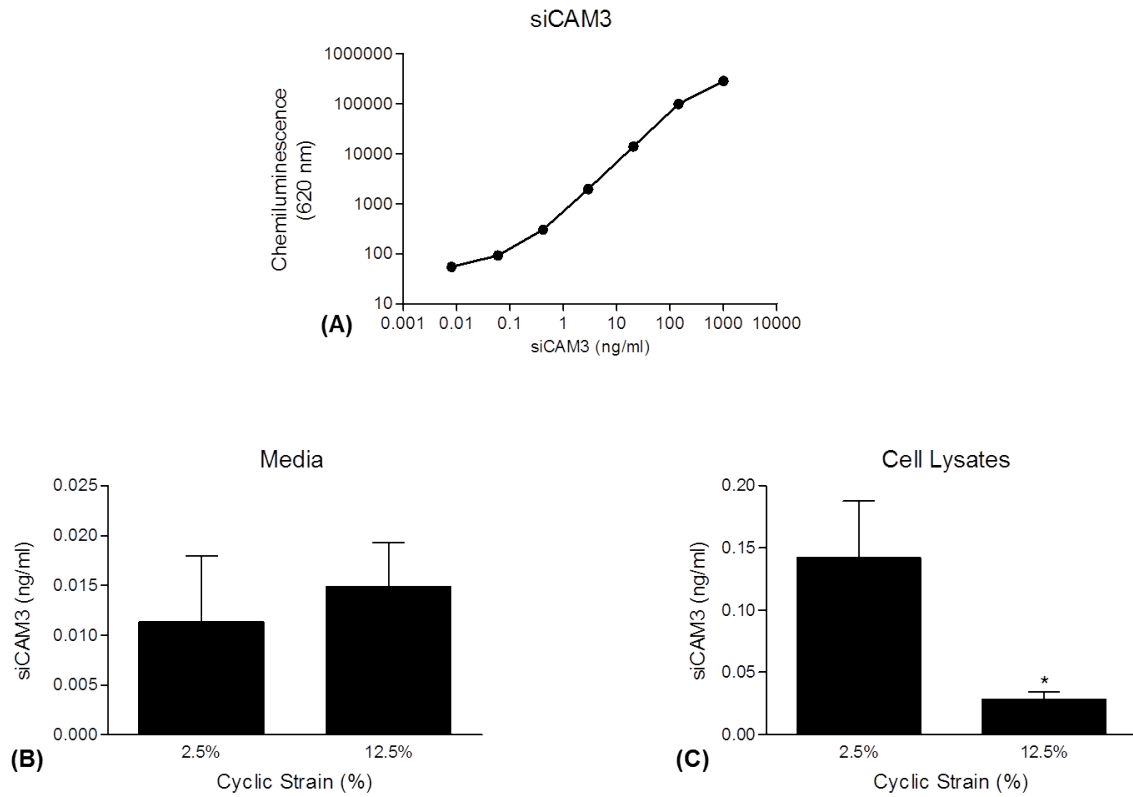 siCAM3
1000000
100000
10000
1000
100
10
Chemiluminescence
(620 nm)
0.001 0.01 0.1 1 10 100 1000 10000
siCAM3 (ng/ml)
(A)
Media
0.025
0.020
0.015
0.010
0.005
0.000
siCAM3 (ng/ml)
2.5% 12.5%
Cyclic Strain (%)
(B)
Cell Lysates
0.20
0.15
0.10
0.05
0.00
siCAM3 (ng/ml)
*
2.5% 12.5%
Cyclic Strain (%)
(C)